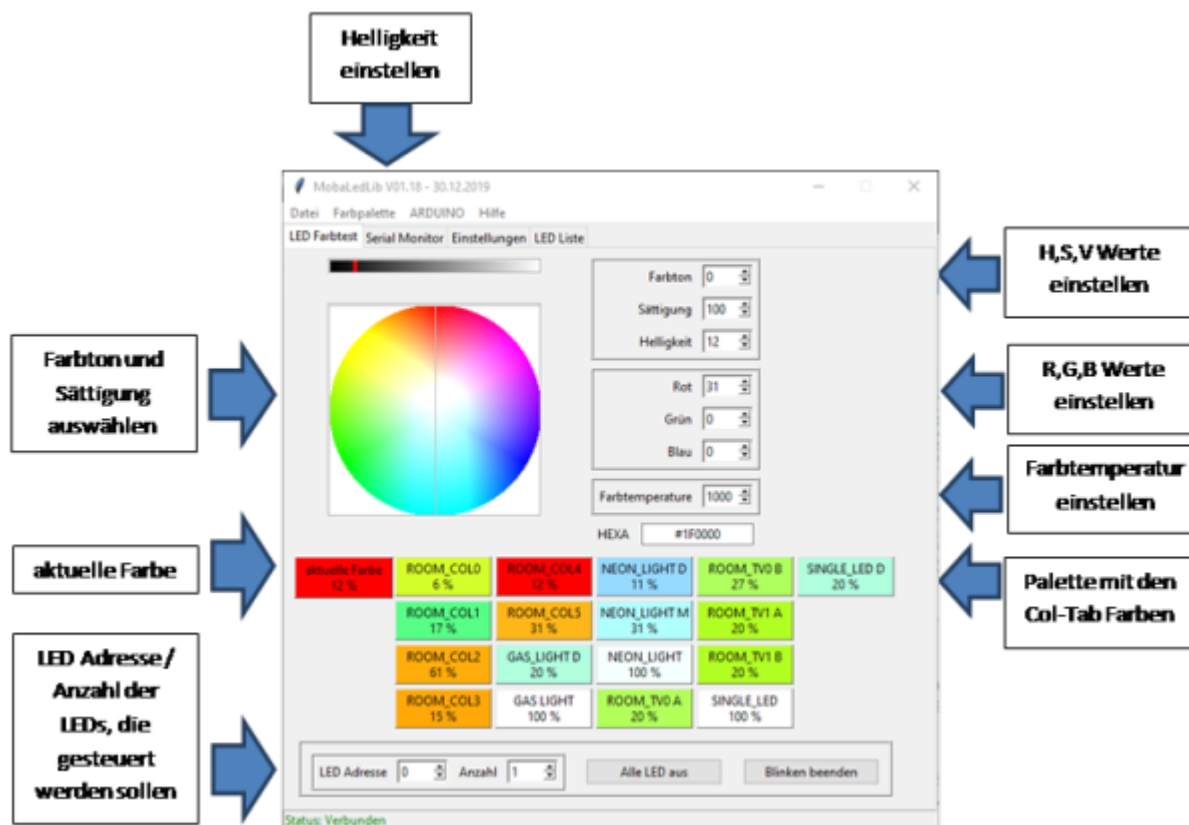 Helligkeit
einstellen
MobaLedLib V01.18 - 30.12.2019
Datei Farbpalette ARDUINO Hilfe
LED Farbtest Serial Monitor Einstellungen LED Liste
Farbton 0
Sättigung 100
Helligkeit 12
Rot 31
Grün 0
Blau 0
Farbtemperature 1000
HEXA #1F0000
aktuelle Farbe
12 %
ROOM_COL0
6 %
ROOM_COL4
12 %
NEON_LIGHT D
11 %
ROOM_TV0 B
27 %
SINGLE_LED D
20 %
ROOM_COL1
17 %
ROOM_COL5
31 %
NEON_LIGHT M
31 %
ROOM_TV1 A
20 %
ROOM_COL2
61 %
GAS_LIGHT D
20 %
NEON_LIGHT
100 %
ROOM_TV1 B
20 %
ROOM_COL3
15 %
GAS LIGHT
100 %
ROOM_TV0 A
20 %
SINGLE_LED
100 %
LED Adresse 0 Anzahl 1 Alle LED aus Blinken beenden
Status: Verbunden
Farbton und
Sättigung
auswählen
aktuelle Farbe
LED Adresse /
Anzahl der
LEDs, die
gesteuert
werden sollen
H,S,V Werte
einstellen
R,G,B Werte
einstellen
Farbtemperatur
einstellen
Palette mit den
Col-Tab Farben